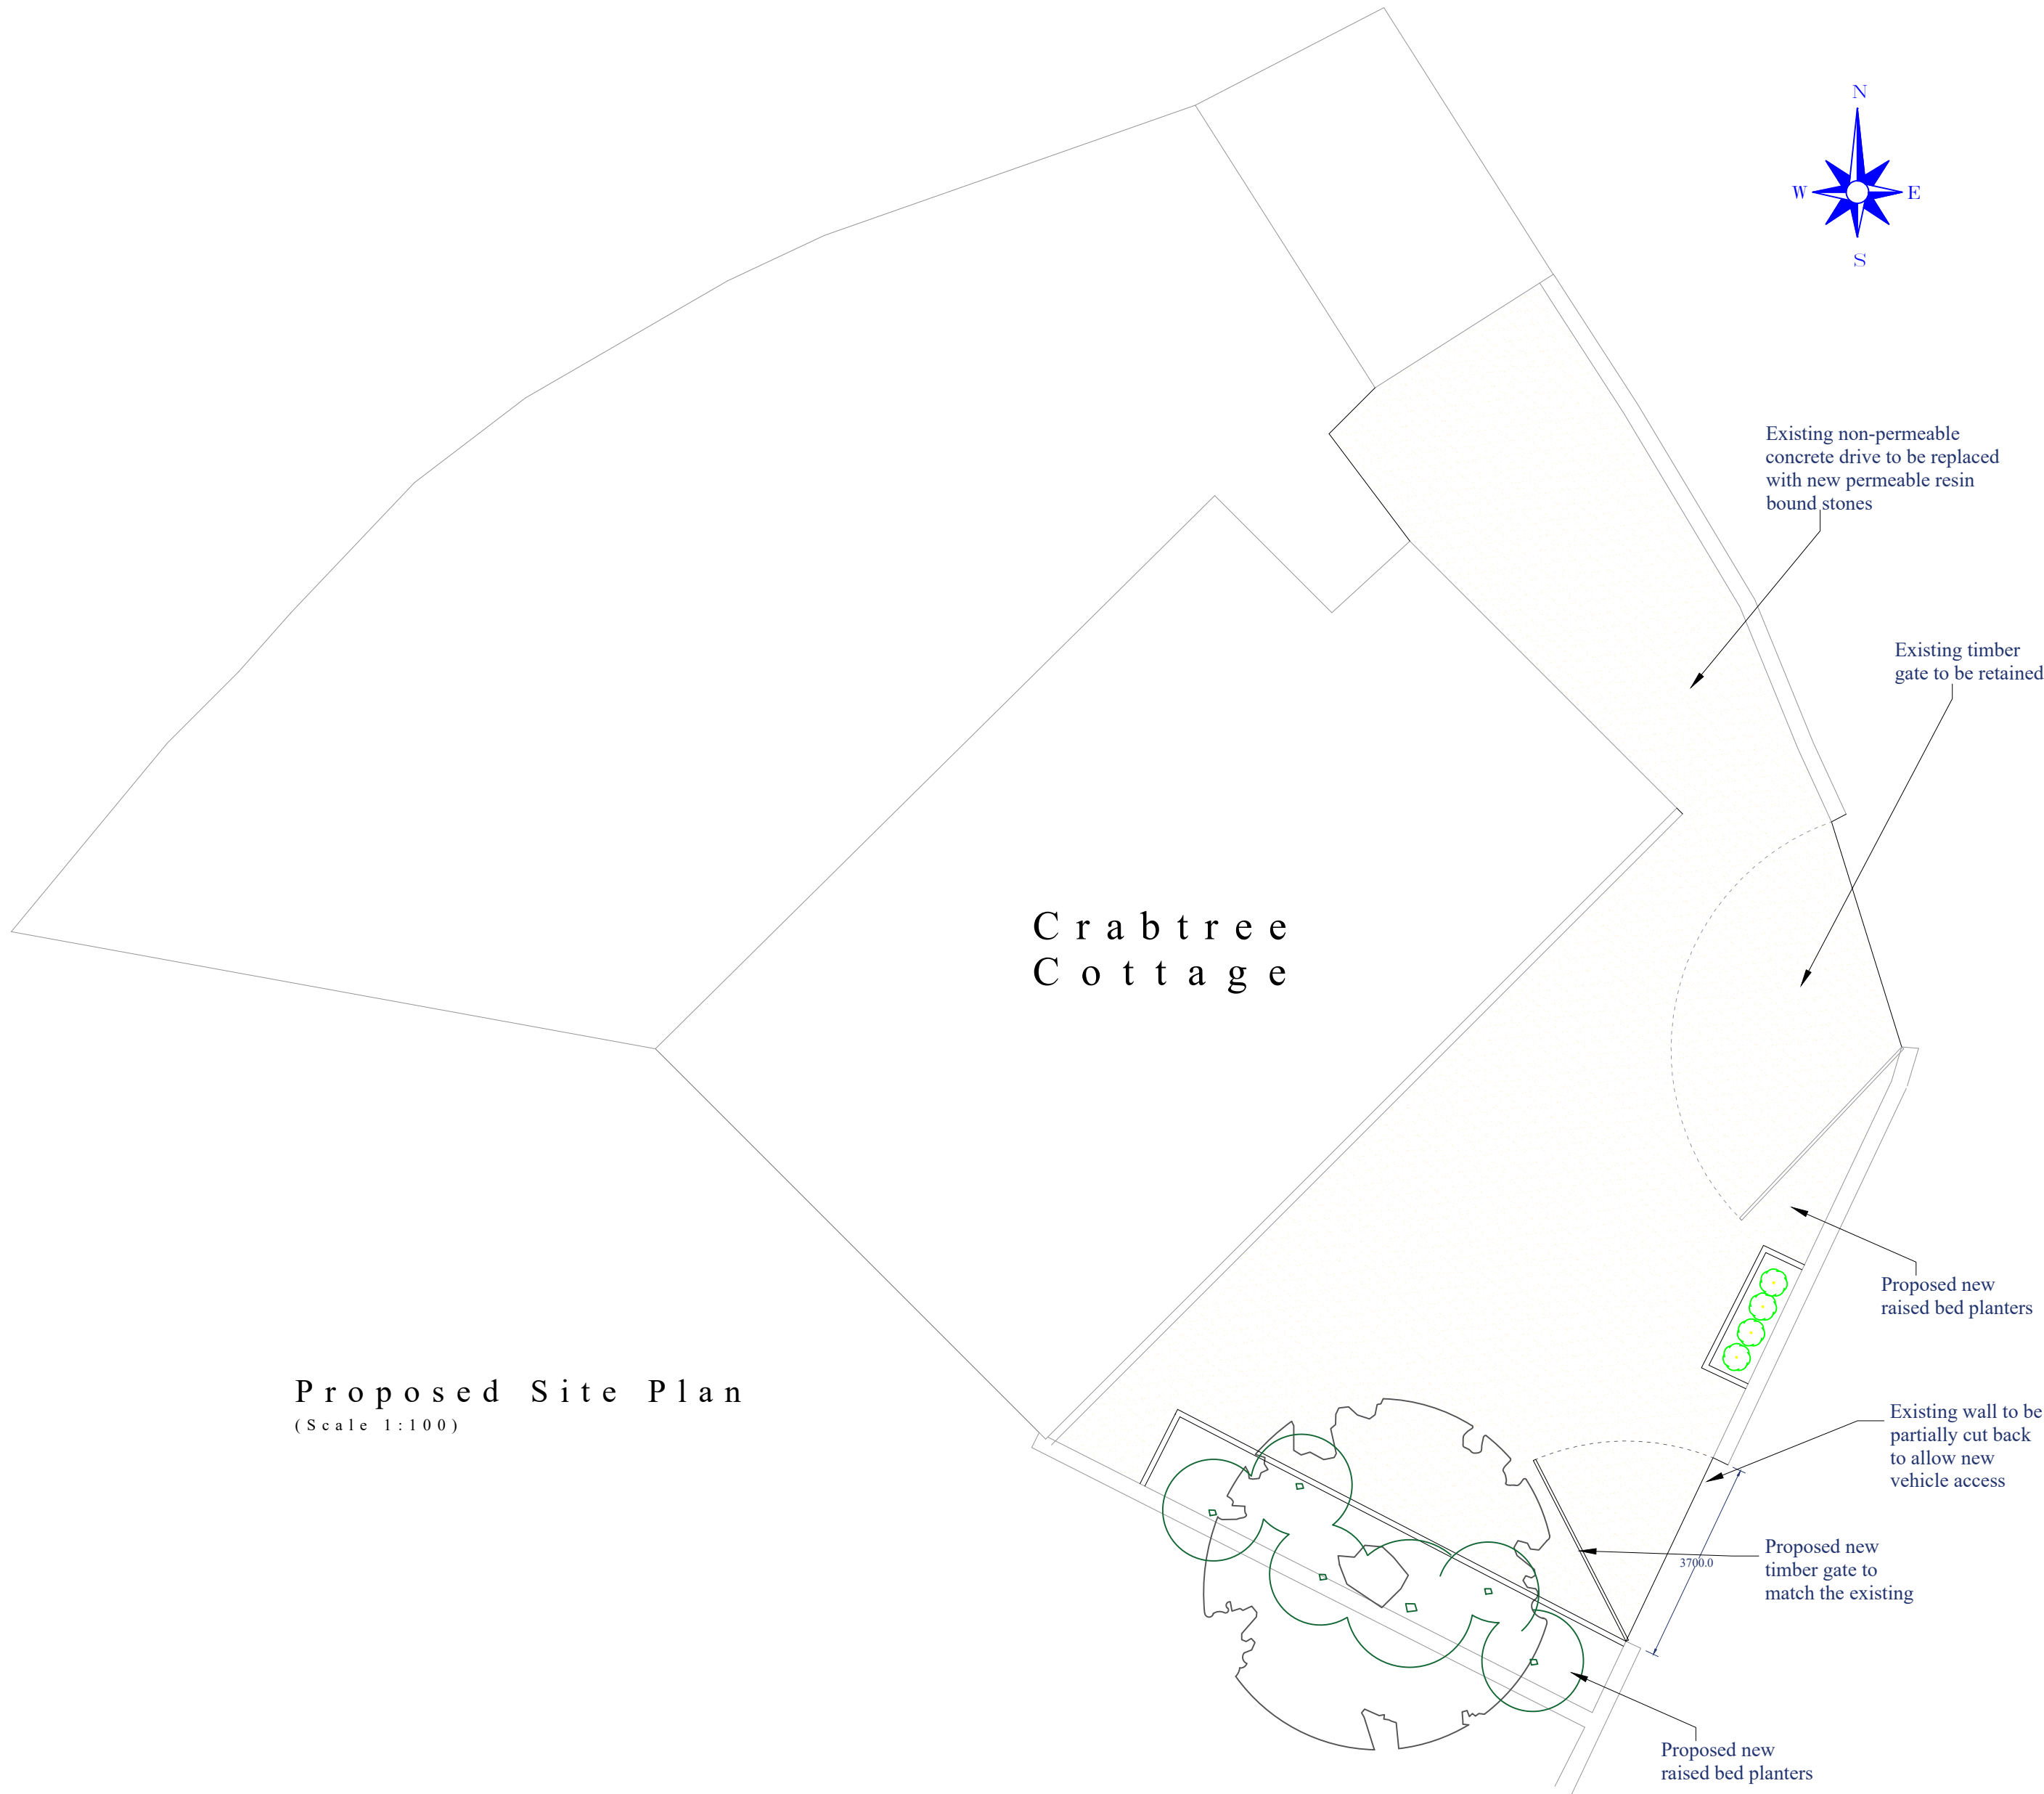 N
W E
S
Existing non-permeable
concrete drive to be replaced
with new permeable resin
bound stones
Existing timber
gate to be retained
Crabtree
Cottage
Proposed new
raised bed planters
Proposed Site Plan
(Scale 1:100)
Existing wall to be
partially cut back
to allow new
vehicle access
3700.0
Proposed new
timber gate to
match the existing
Proposed new
raised bed planters